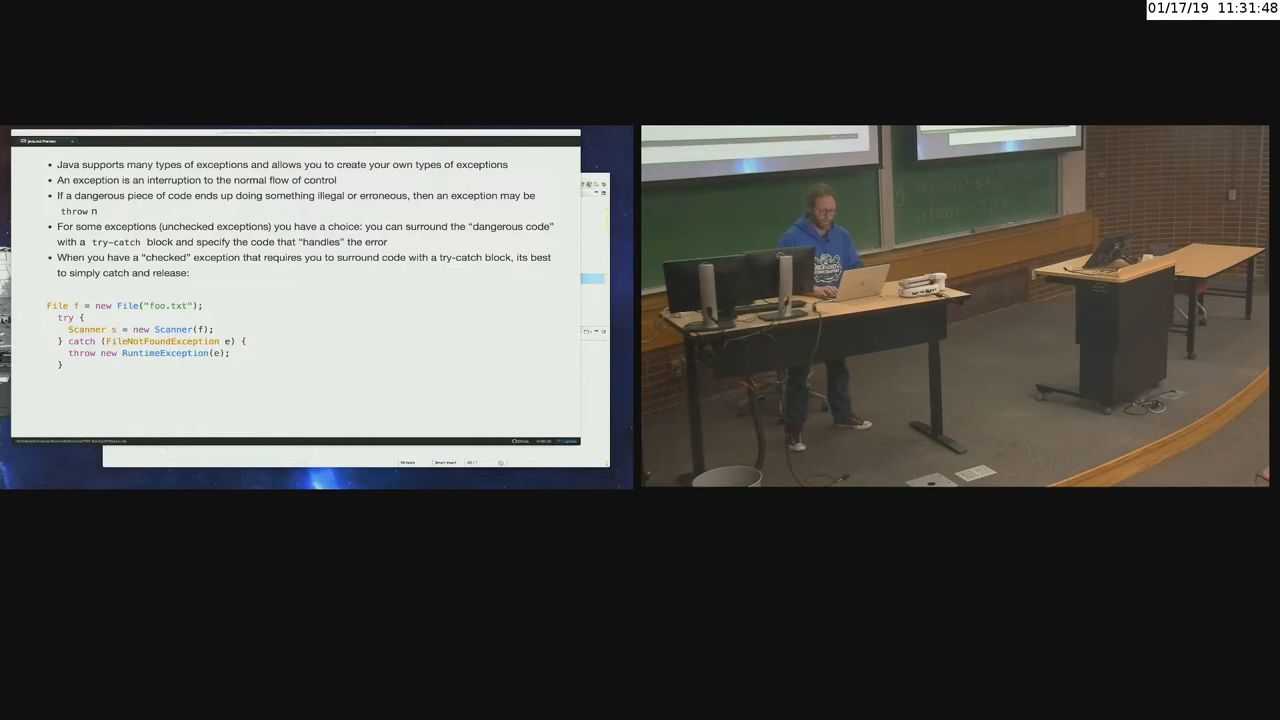 01/17/19 11:31:48
Java supports many types of exceptions and allows you to create your own types of exceptions
An exception is an interruption to the normal flow of control
If a dangerous piece of code ends up doing something illegal or erroneous, then an exception may be
throw n
For some exceptions (unchecked exceptions) you have a choice: you can surround the “dangerous code”
with a try-catch block and specify the code that “handles” the error
When you have a “checked” exception that requires you to surround code with a try-catch block, its best
to simply catch and release:
File f = new File("foo.txt");
try {
Scanner s = new Scanner(f);
} catch (FileNotFoundException e) {
throw new RuntimeException(e);
}